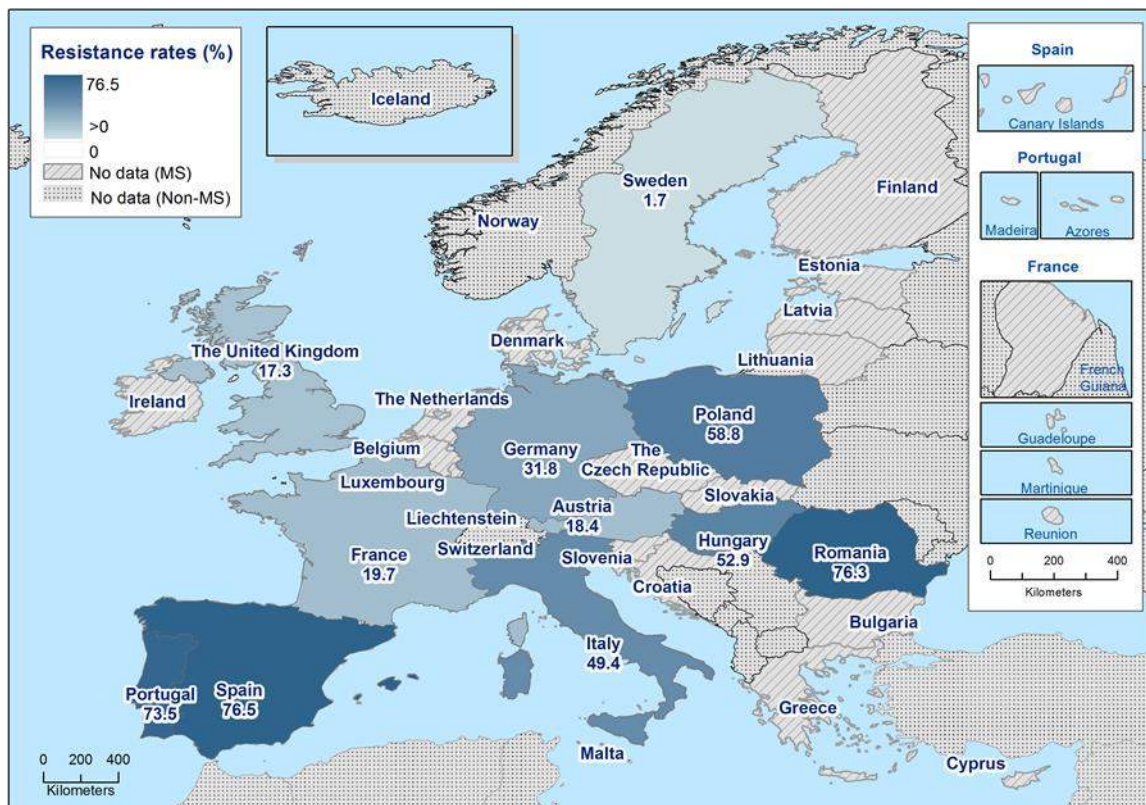 Resistance rates (%)
76.5
>0
0
No data (MS)
No data (Non-MS)
Iceland
Spain
Canary Islands
Portugal
Madeira
Azores
France
French
Guiana
Guadeloupe
Martinique
Reunion
0 200 400
Kilometers
Sweden
1.7
Finland
Norway
Estonia
Latvia
Denmark
Lithuania
The United Kingdom
17.3
Ireland
The Netherlands
Belgium
Luxembourg
Germany
31.8
Poland
58.8
The
Czech Republic
Slovakia
Liechtenstein
Austria
18.4
Switzerland
Slovenia
Hungary
52.9
Romania
76.3
France
19.7
Croatia
Bulgaria
Italy
49.4
Portugal
73.5
Spain
76.5
Greece
Malta
Cyprus
0 200 400
Kilometers